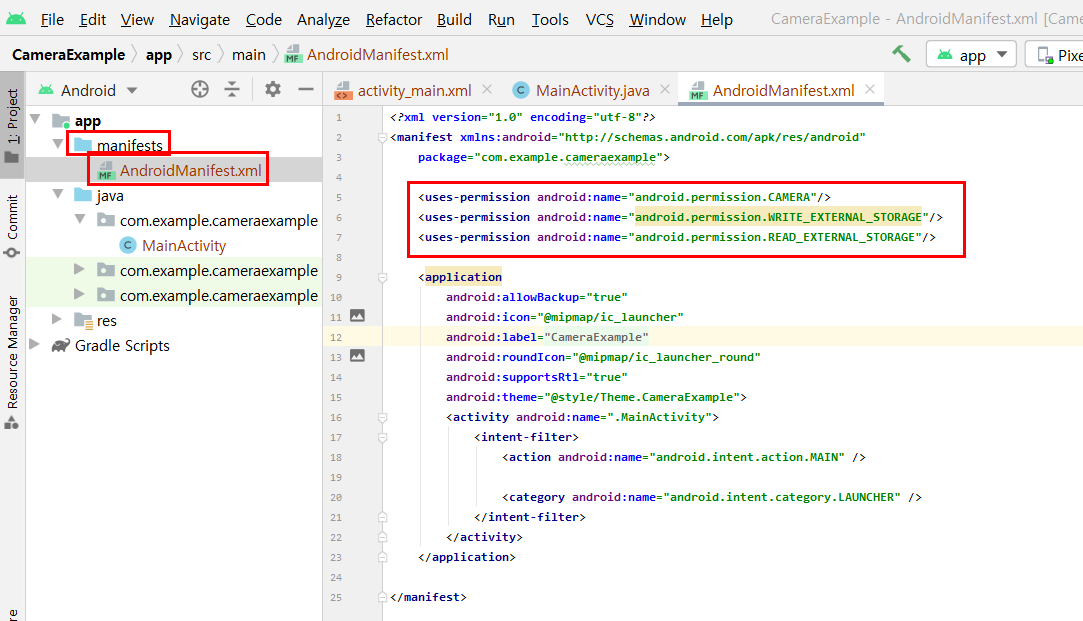 File Edit View Navigate Code Analyze Refactor Build Run Tools VCS Window Help CameraExample - AndroidManifest.xml [Came
CameraExample app src main AndroidManifest.xml app Pixe
1: Project
Commit
Resource Manager
Android
app
manifests
AndroidManifest.xml
java
com.example.cameraexample
MainActivity
com.example.cameraexample
com.example.cameraexample
res
Gradle Scripts
activity_main.xml MainActivity.java AndroidManifest.xml
1 <?xml version="1.0" encoding="utf-8"?>
2 <manifest xmlns:android="http://schemas.android.com/apk/res/android"
3 package="com.example.cameraexample">
4
5 <uses-permission android:name="android.permission.CAMERA"/>
6 <uses-permission android:name="android.permission.WRITE_EXTERNAL_STORAGE"/>
7 <uses-permission android:name="android.permission.READ_EXTERNAL_STORAGE"/>
8
9 <application
10 android:allowBackup="true"
11 android:icon="@mipmap/ic_launcher"
12 android:label="CameraExample"
13 android:roundIcon="@mipmap/ic_launcher_round"
14 android:supportsRtl="true"
15 android:theme="@style/Theme.CameraExample">
16 <activity android:name=".MainActivity">
17 <intent-filter>
18 <action android:name="android.intent.action.MAIN" />
19
20 <category android:name="android.intent.category.LAUNCHER" />
21 </intent-filter>
22 </activity>
23 </application>
24
25 </manifest>